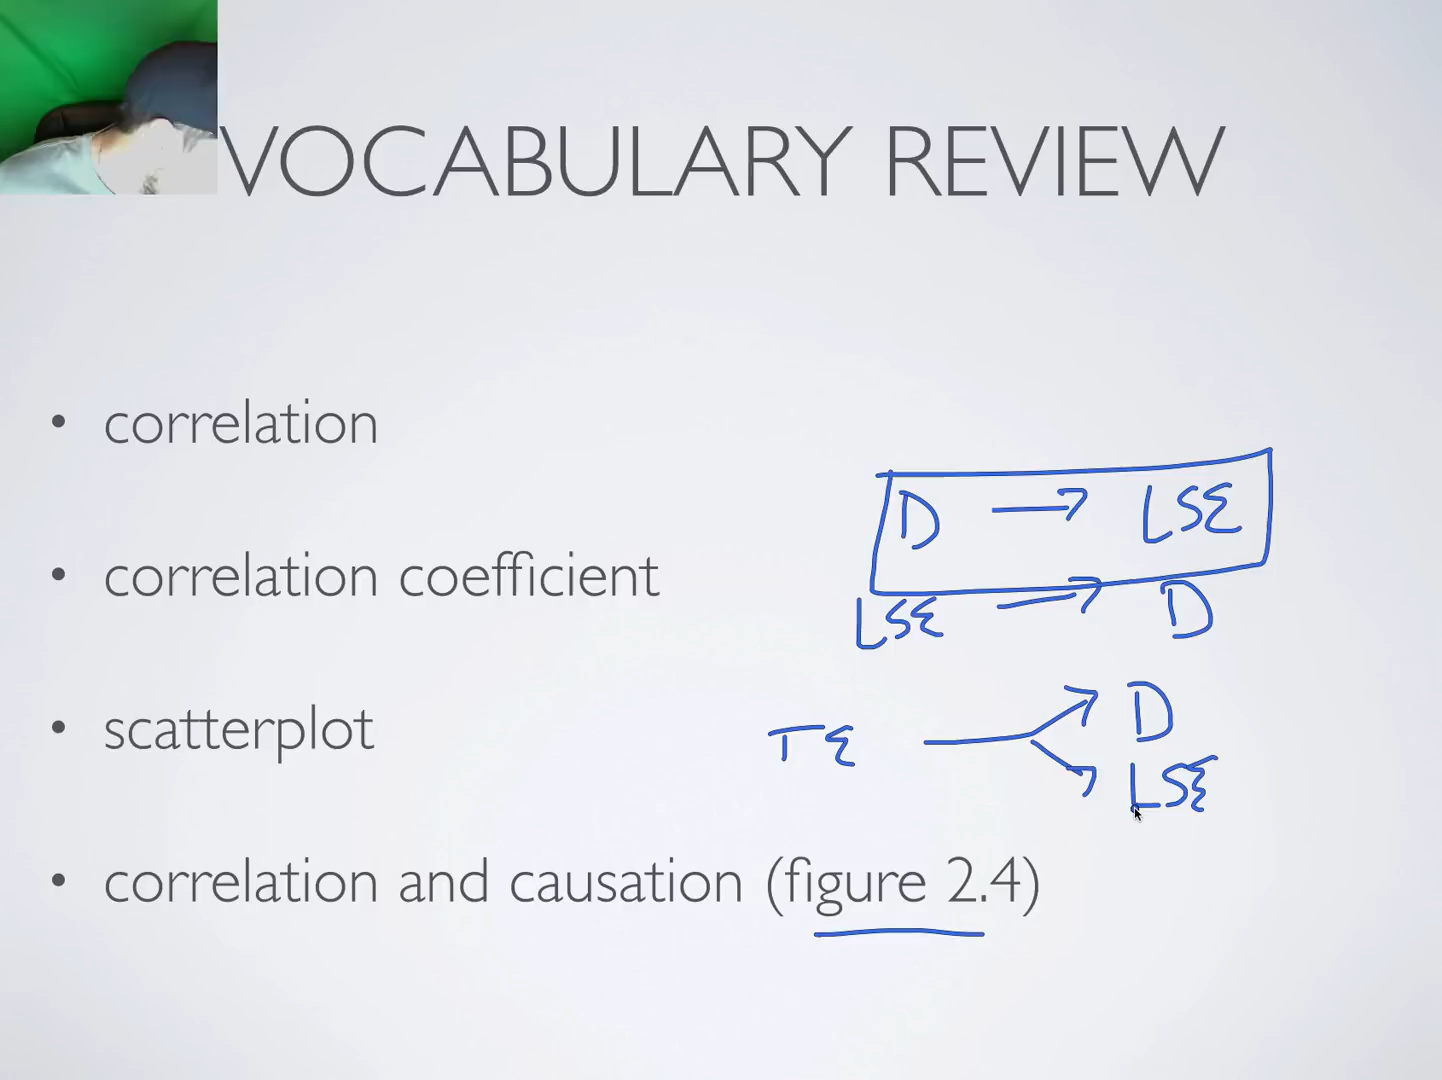 VOCABULARY REVIEW
• correlation
D → LSE
• correlation coefficient
LSE → D
D
• scatterplot
TE
LSE
• correlation and causation (figure 2.4)